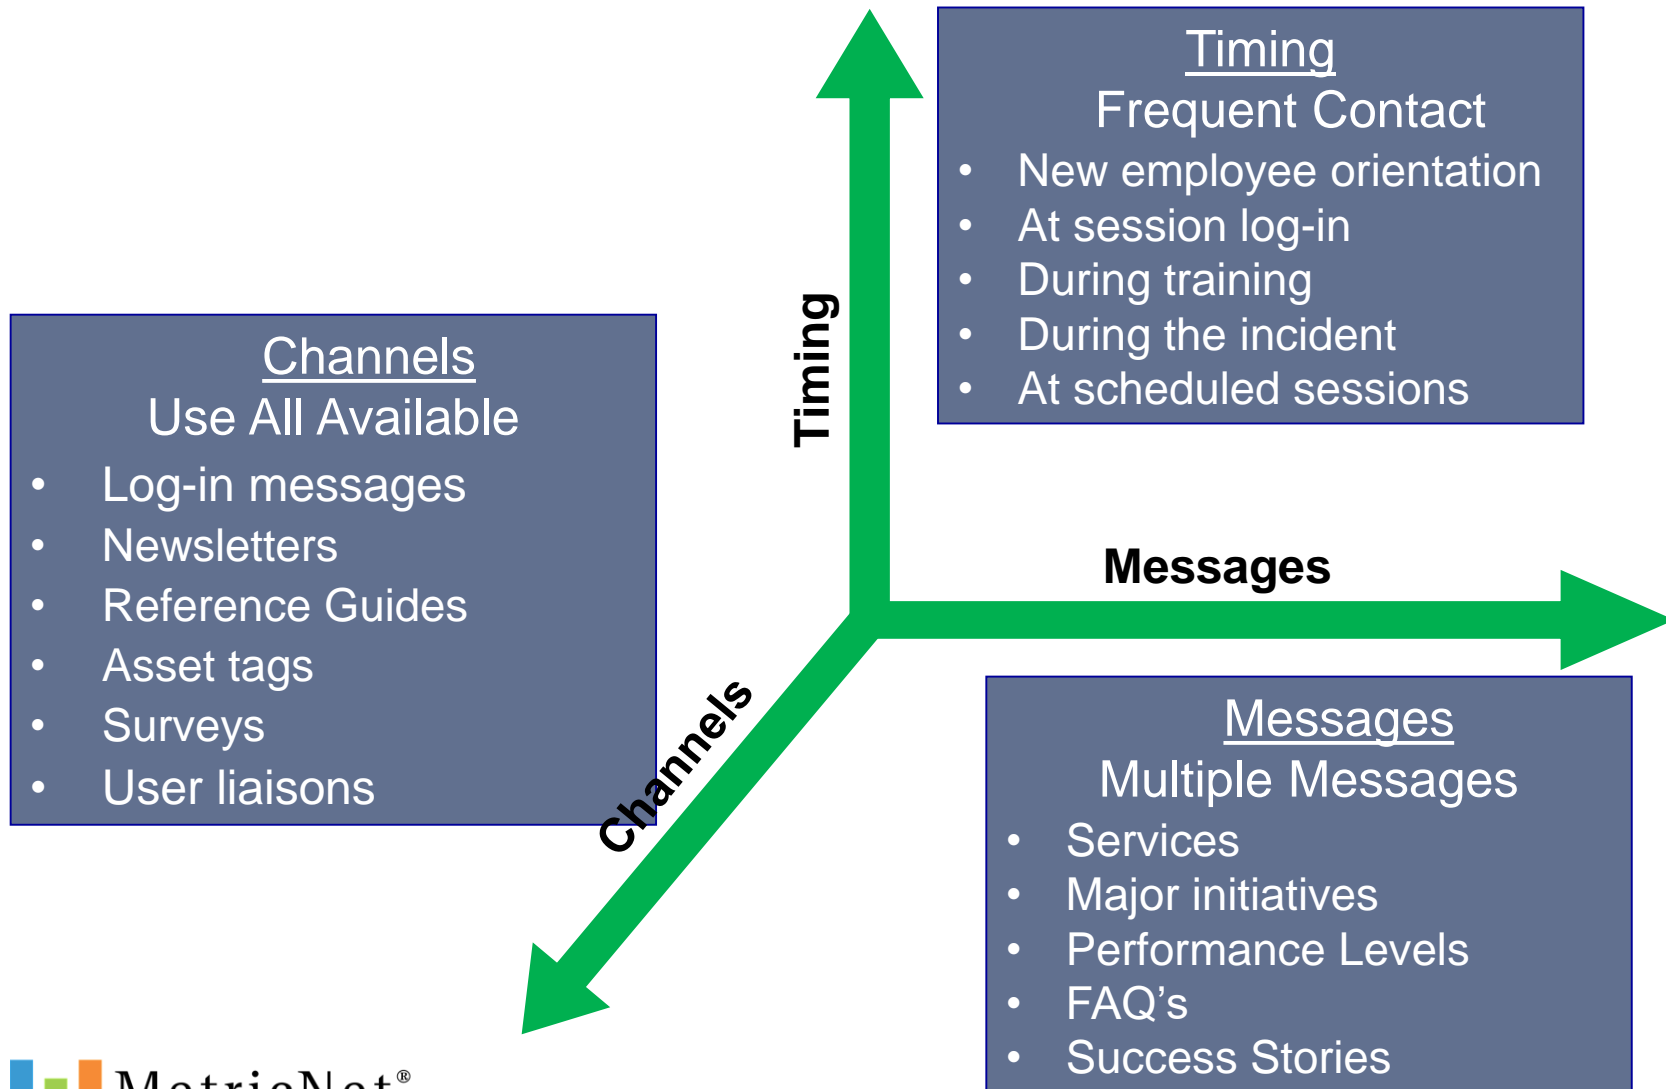 Timing
Frequent Contact
• New employee orientation
• At session log-in
• During training
• During the incident
• At scheduled sessions
Timing
Channels
Use All Available
• Log-in messages
• Newsletters
• Reference Guides
• Asset tags
• Surveys
• User liaisons
Messages
Channels
Messages
Multiple Messages
• Services
• Major initiatives
• Performance Levels
• FAQ’s
• Success Stories
MetricNet®